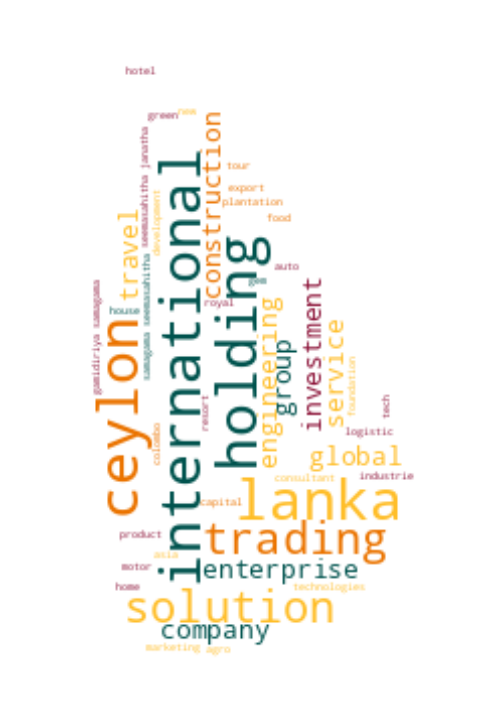 hotel
green
new
construction
international
seemasahitha janatha
tour
export
plantation
development
travel
food
holding
seemasahitha
samagama
auto
gem
investment
gamidiriya samagama
royal
house
engineering
ceylon
service
group
foundation
tech
resort
logistic
colombo
global
industrie
consultant
lanka
capital
trading
product
asia
motor
enterprise
home
technologies
solution
company
marketing
agro